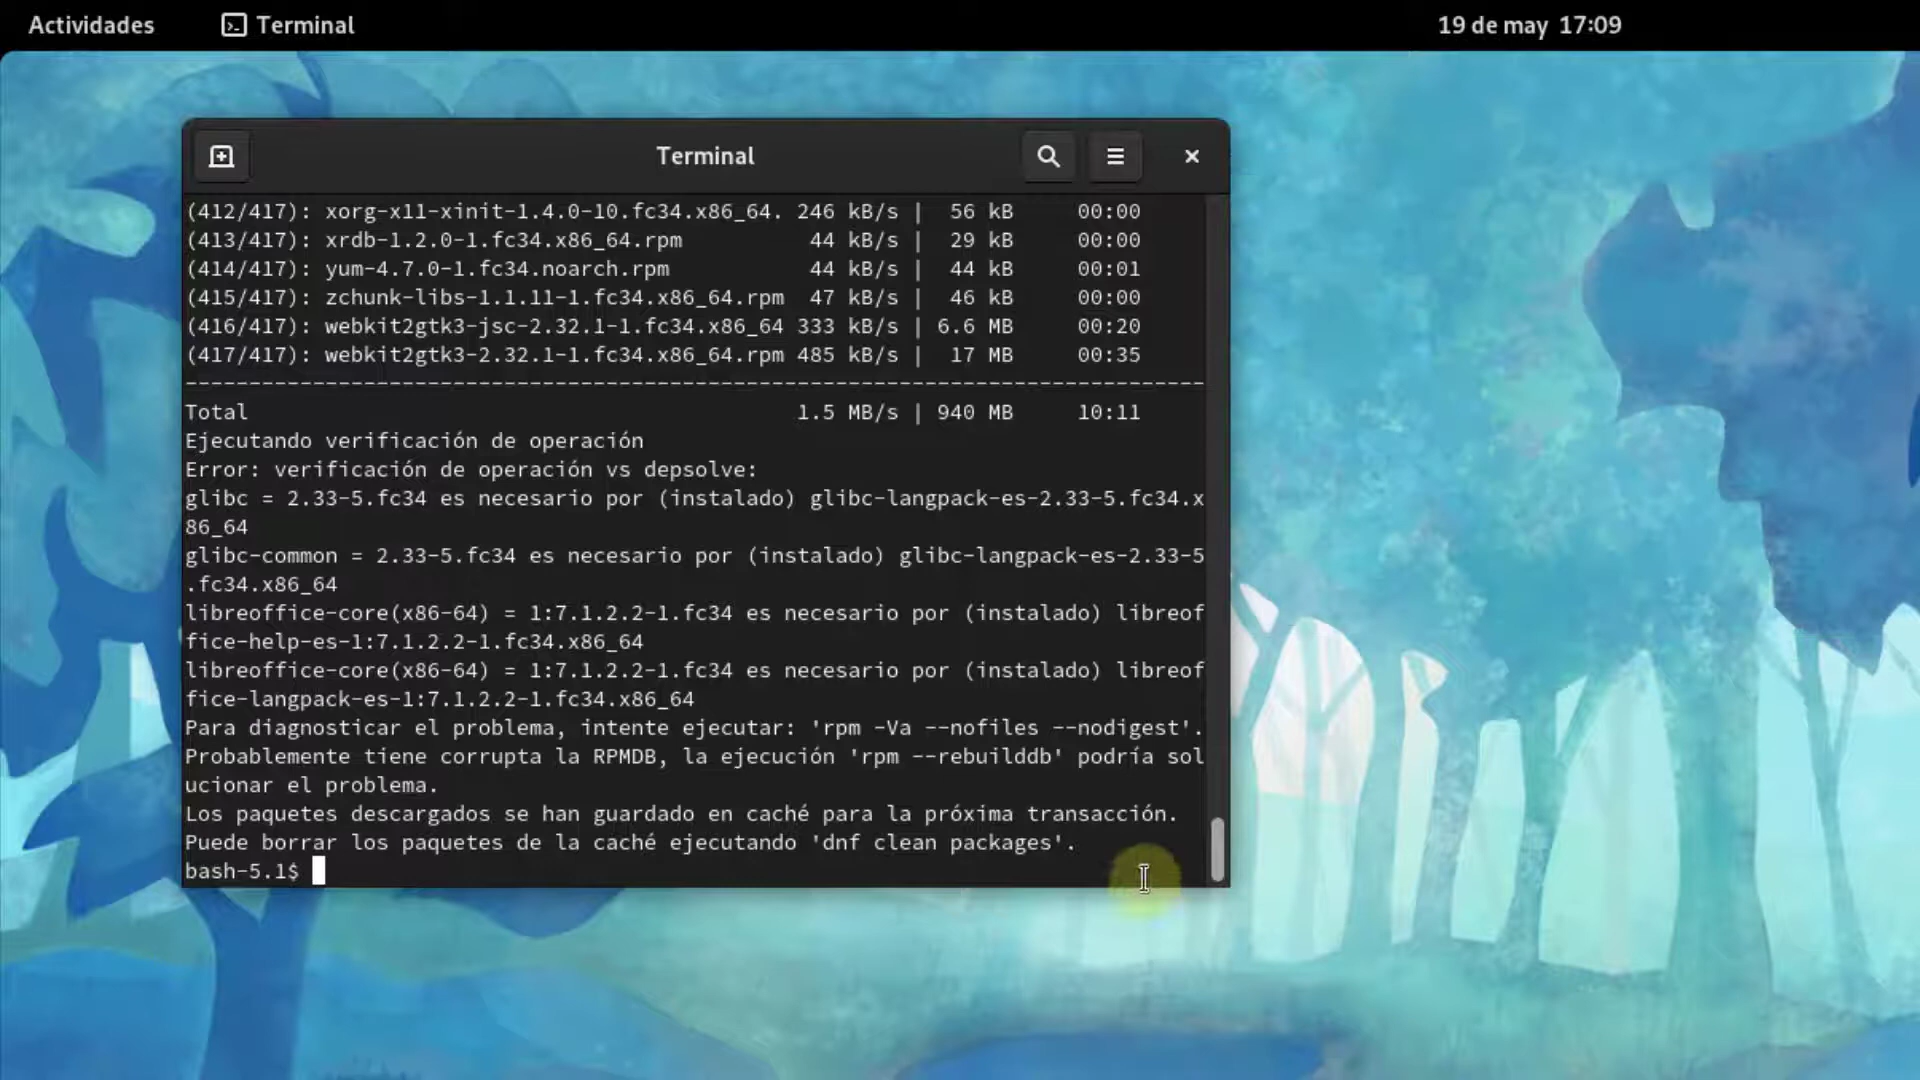 Actividades Terminal 19 de may 17:09
Terminal
(412/417): xorg-x11-xinit-1.4.0-10.fc34.x86_64. 246 kB/s | 56 kB 00:00
(413/417): xrdb-1.2.0-1.fc34.x86_64.rpm 44 kB/s | 29 kB 00:00
(414/417): yum-4.7.0-1.fc34.noarch.rpm 44 kB/s | 44 kB 00:01
(415/417): zchunk-libs-1.1.11-1.fc34.x86_64.rpm 47 kB/s | 46 kB 00:00
(416/417): webkit2gtk3-jsc-2.32.1-1.fc34.x86_64 333 kB/s | 6.6 MB 00:20
(417/417): webkit2gtk3-2.32.1-1.fc34.x86_64.rpm 485 kB/s | 17 MB 00:35
--------------------------------------------------------------------------------
Total 1.5 MB/s | 940 MB 10:11
Ejecutando verificación de operación
Error: verificación de operación vs depsolve:
glibc = 2.33-5.fc34 es necesario por (instalado) glibc-langpack-es-2.33-5.fc34.x
86_64
glibc-common = 2.33-5.fc34 es necesario por (instalado) glibc-langpack-es-2.33-5
.fc34.x86_64
libreoffice-core(x86-64) = 1:7.1.2.2-1.fc34 es necesario por (instalado) libreof
fice-help-es-1:7.1.2.2-1.fc34.x86_64
libreoffice-core(x86-64) = 1:7.1.2.2-1.fc34 es necesario por (instalado) libreof
fice-langpack-es-1:7.1.2.2-1.fc34.x86_64
Para diagnosticar el problema, intente ejecutar: 'rpm -Va --nofiles --nodigest'.
Probablemente tiene corrupta la RPMDB, la ejecución 'rpm --rebuilddb' podría sol
ucionar el problema.
Los paquetes descargados se han guardado en caché para la próxima transacción.
Puede borrar los paquetes de la caché ejecutando 'dnf clean packages'.
bash-5.1$